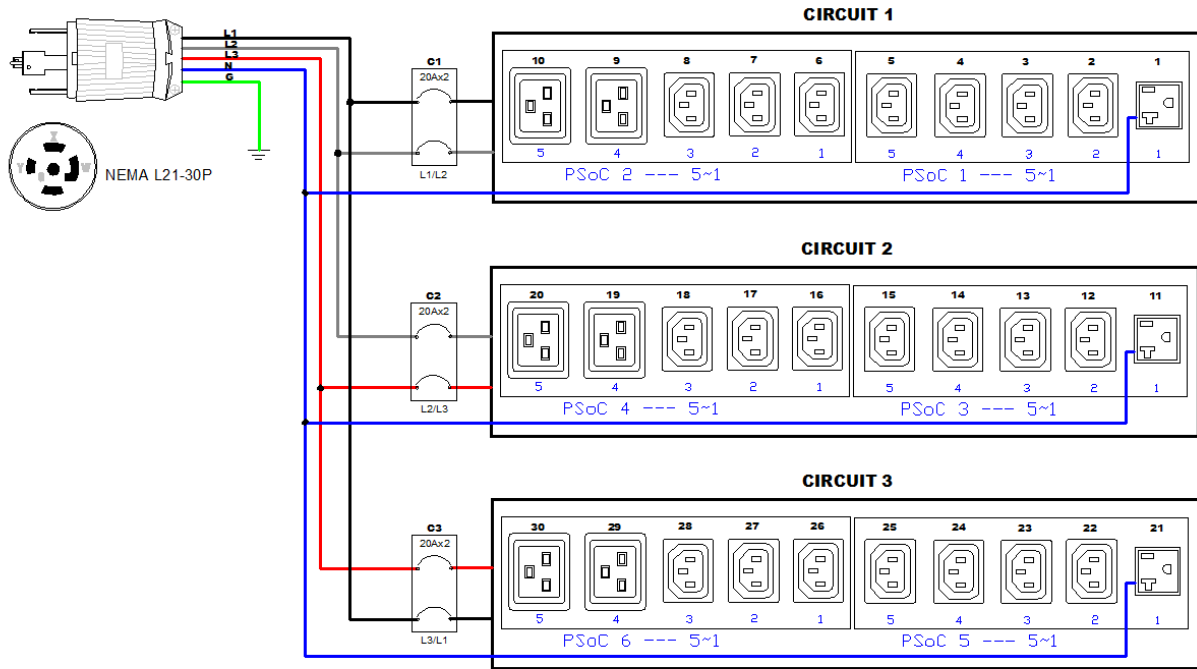 L1
L2
L3
N
G
X
Y
W
G
NEMA L21-30P
CIRCUIT 1
C1
20Ax2
L1/L2
10 9 8 7 6 5 4 3 2 1
5 4 3 2 1 5 4 3 2 1
PSoC 2 --- 5~1 PSoC 1 --- 5~1
CIRCUIT 2
C2
20Ax2
L2/L3
20 19 18 17 16 15 14 13 12 11
5 4 3 2 1 5 4 3 2 1
PSoC 4 --- 5~1 PSoC 3 --- 5~1
CIRCUIT 3
C3
20Ax2
L3/L1
30 29 28 27 26 25 24 23 22 21
5 4 3 2 1 5 4 3 2 1
PSoC 6 --- 5~1 PSoC 5 --- 5~1